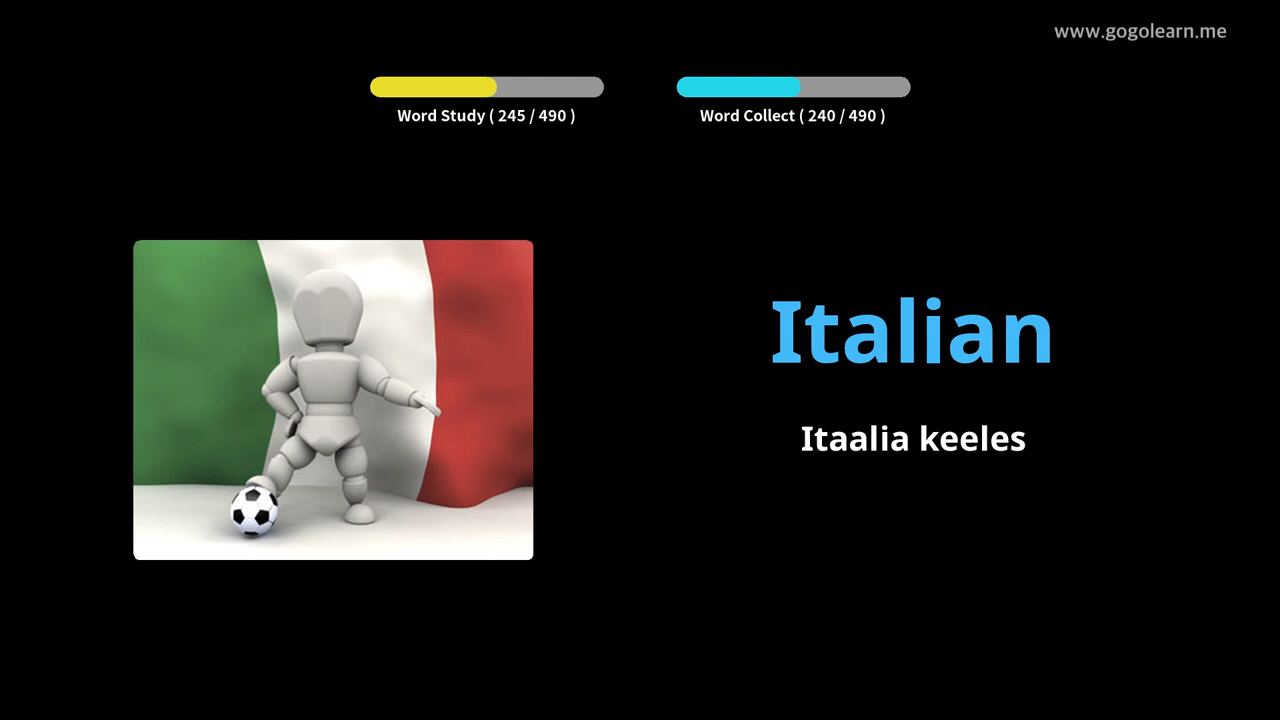 www.gogolearn.me
Word Study ( 245 / 490 )
Word Collect ( 240 / 490 )
Italian
Itaalia keeles